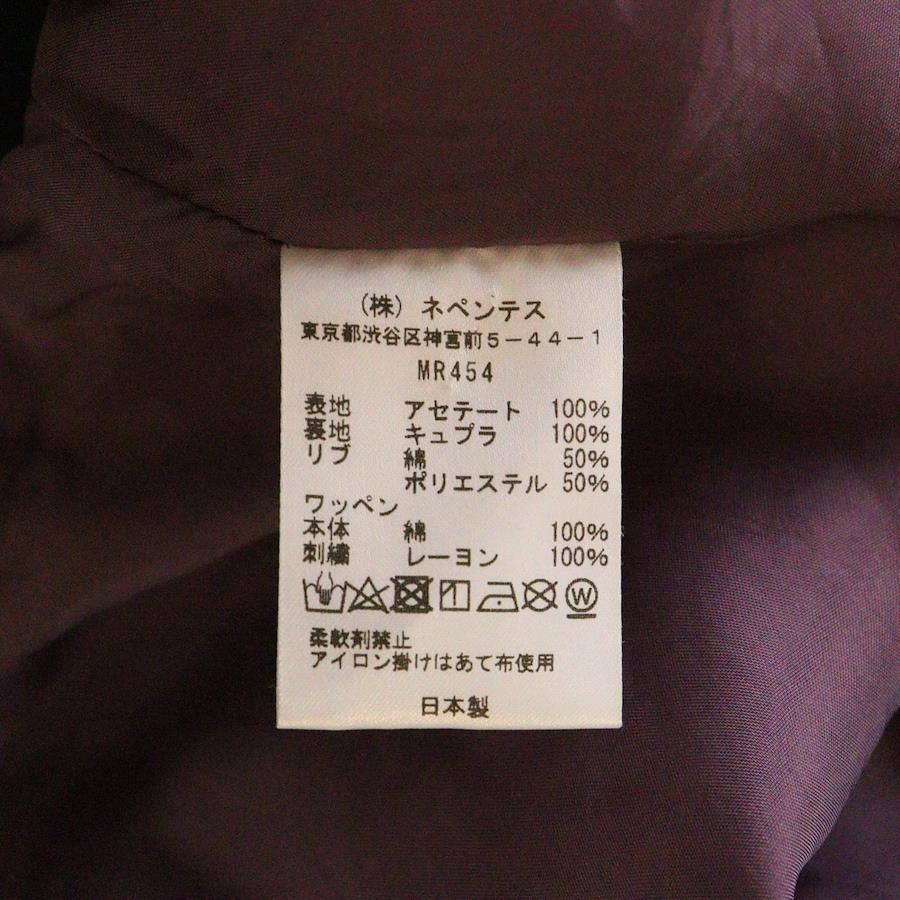 （株）ネペンテス
東京都渋谷区神宮前５－４４－１
MR454
表地 アセテート 100%
裏地 キュプラ 100%
リブ 綿 50%
ポリエステル 50%
ワッペン
本体 綿 100%
刺繍 レーヨン 100%
W
柔軟剤禁止
アイロン掛けはあて布使用
日本製